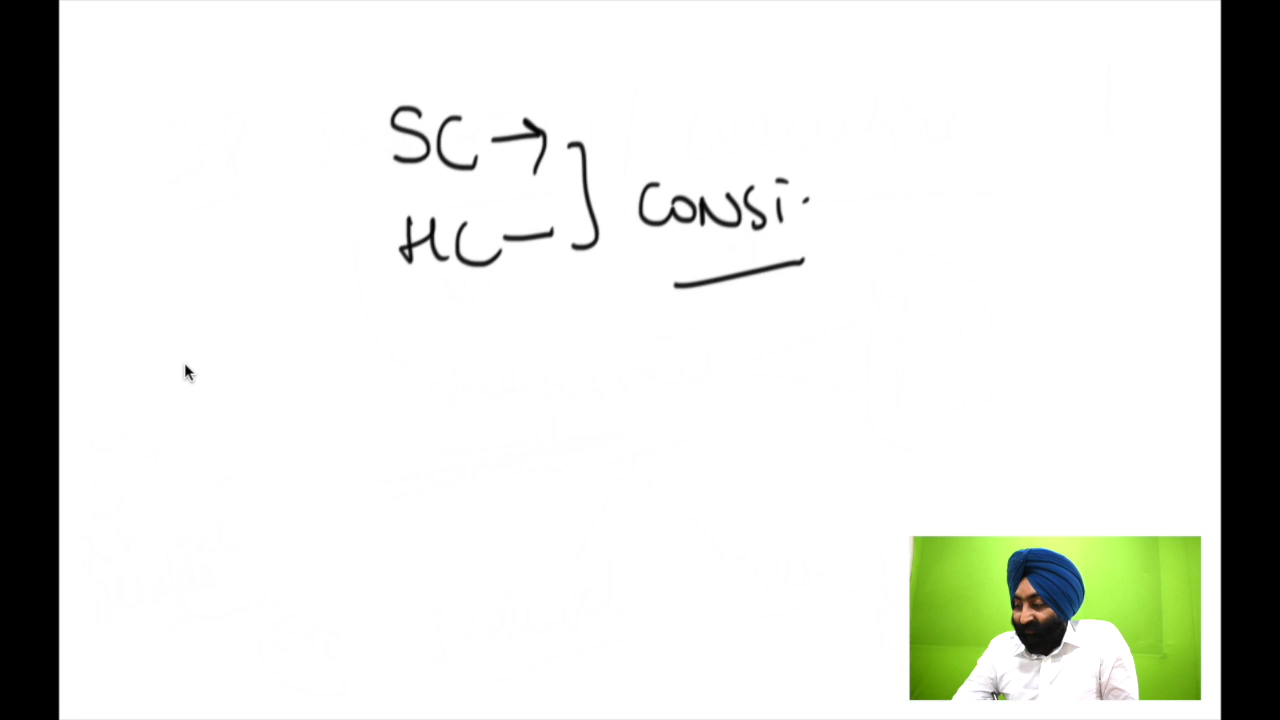 SC →
HC —
CONSI.